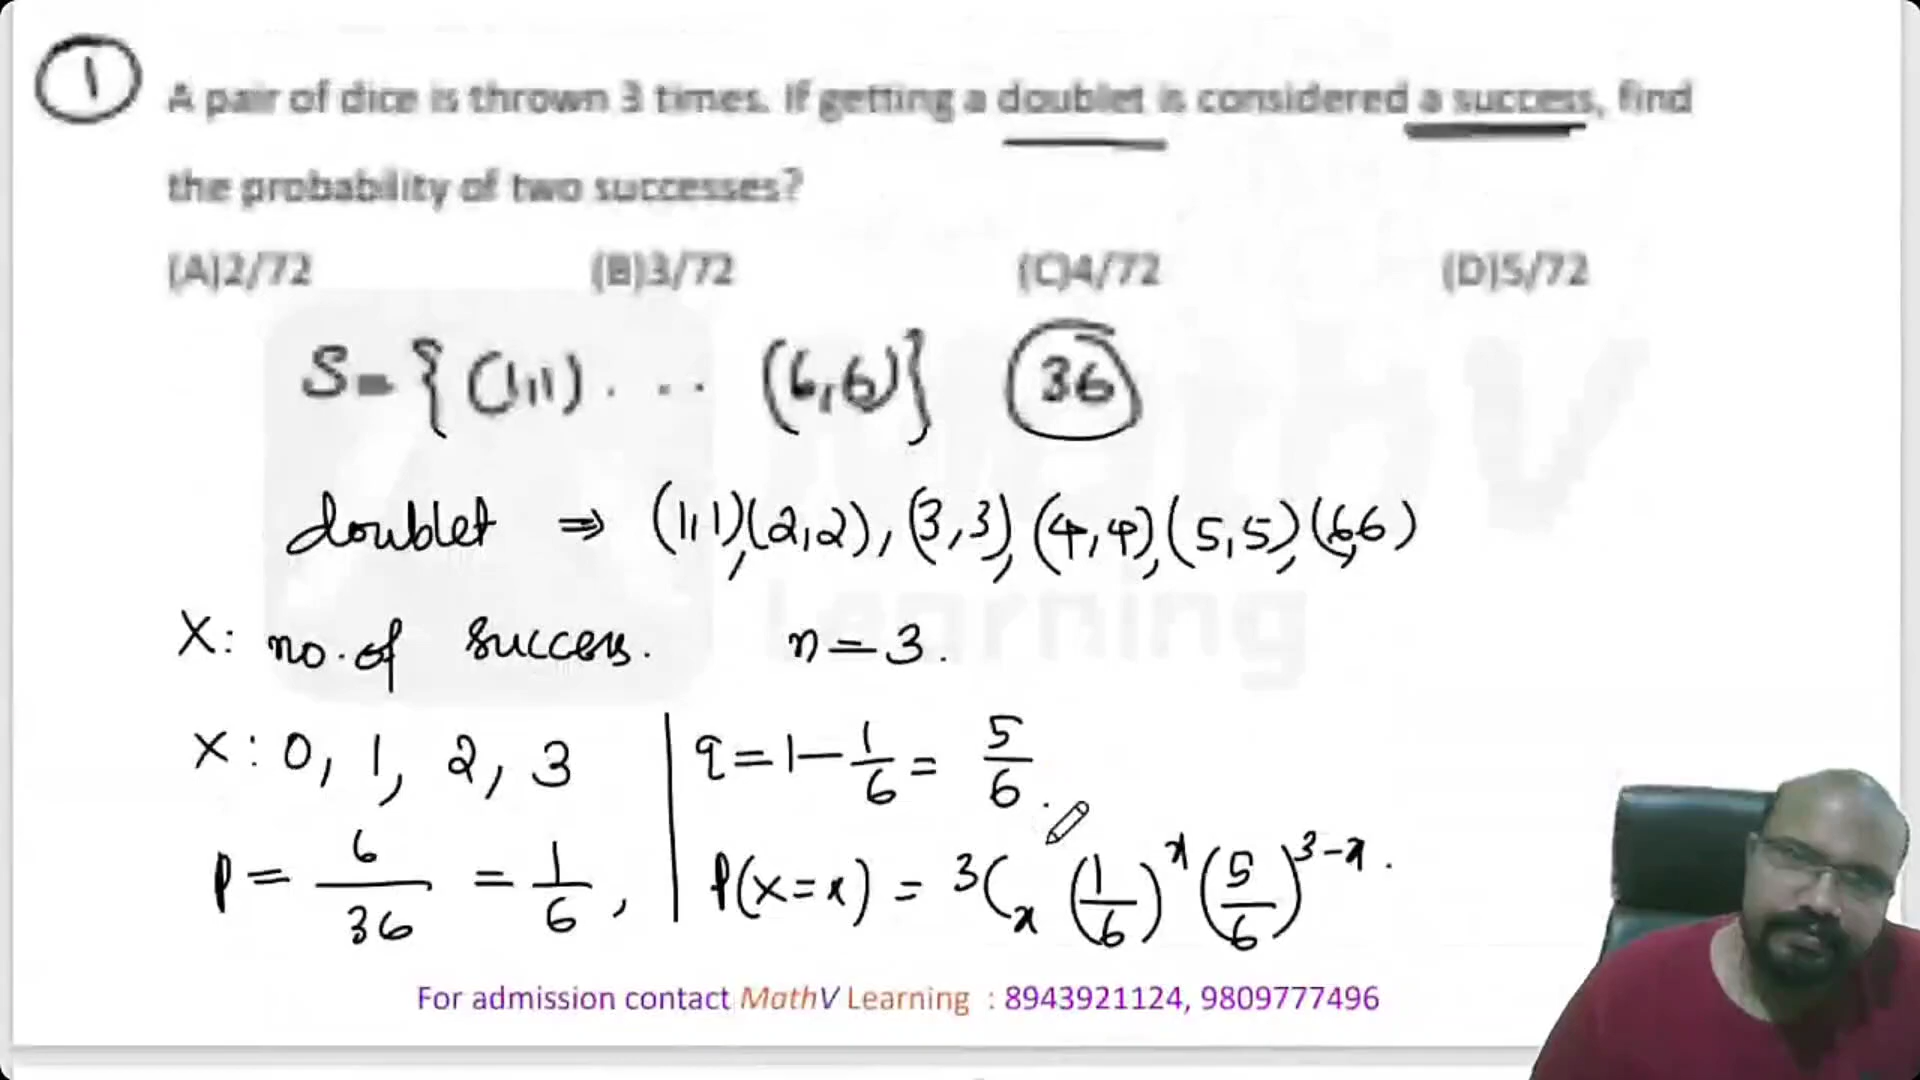 1
A pair of dice is thrown 3 times. If getting a doublet is considered a success, find
the probability of two successes?
(A)2/72 (B)3/72 (C)4/72 (D)5/72
S = {(1,1) . . . (6,6)} 36
doublet ⇒ (1,1),(2,2),(3,3),(4,4),(5,5),(6,6)
X: no. of success. n = 3.
X: 0, 1, 2, 3
q = 1 − 1/6 = 5/6.
P = 6/36 = 1/6,
P(X=x) = ³Cₓ (1/6)^x (5/6)^(3−x).
MathV
Learning
For admission contact MathV Learning : 8943921124, 9809777496